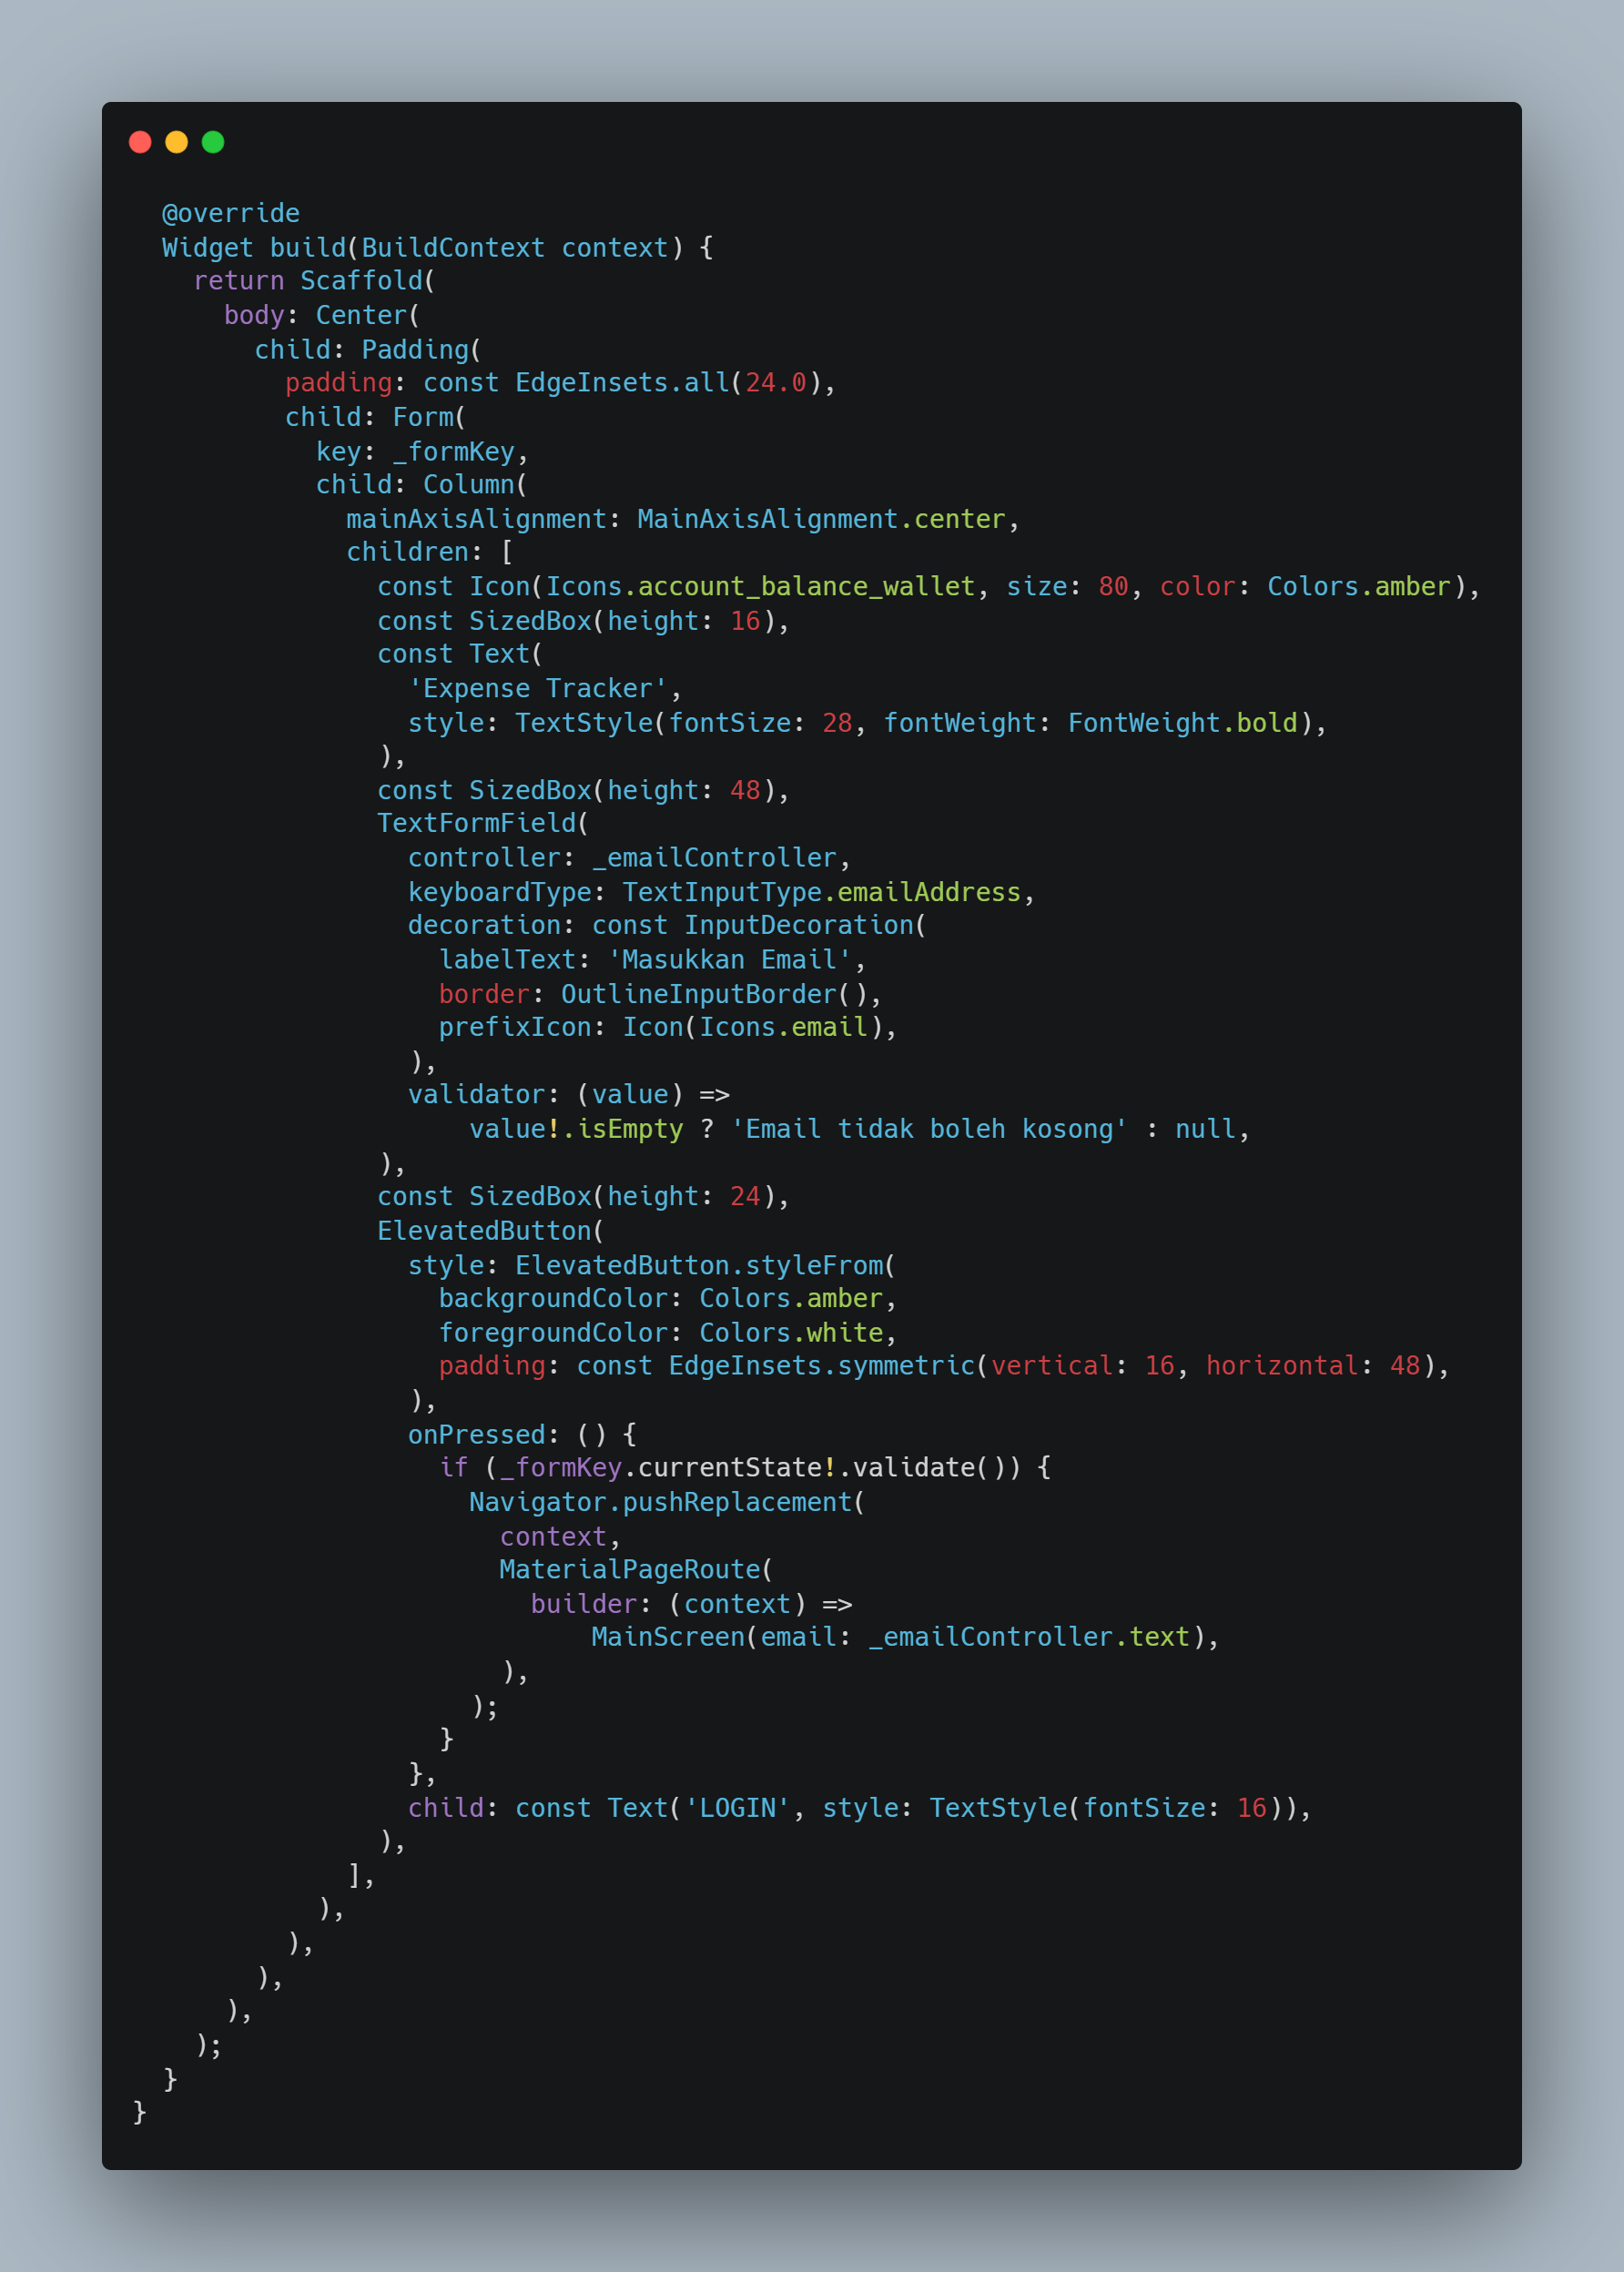 @override
  Widget build(BuildContext context) {
    return Scaffold(
      body: Center(
        child: Padding(
          padding: const EdgeInsets.all(24.0),
          child: Form(
            key: _formKey,
            child: Column(
              mainAxisAlignment: MainAxisAlignment.center,
              children: [
                const Icon(Icons.account_balance_wallet, size: 80, color: Colors.amber),
                const SizedBox(height: 16),
                const Text(
                  'Expense Tracker',
                  style: TextStyle(fontSize: 28, fontWeight: FontWeight.bold),
                ),
                const SizedBox(height: 48),
                TextFormField(
                  controller: _emailController,
                  keyboardType: TextInputType.emailAddress,
                  decoration: const InputDecoration(
                    labelText: 'Masukkan Email',
                    border: OutlineInputBorder(),
                    prefixIcon: Icon(Icons.email),
                  ),
                  validator: (value) =>
                      value!.isEmpty ? 'Email tidak boleh kosong' : null,
                ),
                const SizedBox(height: 24),
                ElevatedButton(
                  style: ElevatedButton.styleFrom(
                    backgroundColor: Colors.amber,
                    foregroundColor: Colors.white,
                    padding: const EdgeInsets.symmetric(vertical: 16, horizontal: 48),
                  ),
                  onPressed: () {
                    if (_formKey.currentState!.validate()) {
                      Navigator.pushReplacement(
                        context,
                        MaterialPageRoute(
                          builder: (context) =>
                              MainScreen(email: _emailController.text),
                        ),
                      );
                    }
                  },
                  child: const Text('LOGIN', style: TextStyle(fontSize: 16)),
                ),
              ],
            ),
          ),
        ),
      ),
    );
  }
}